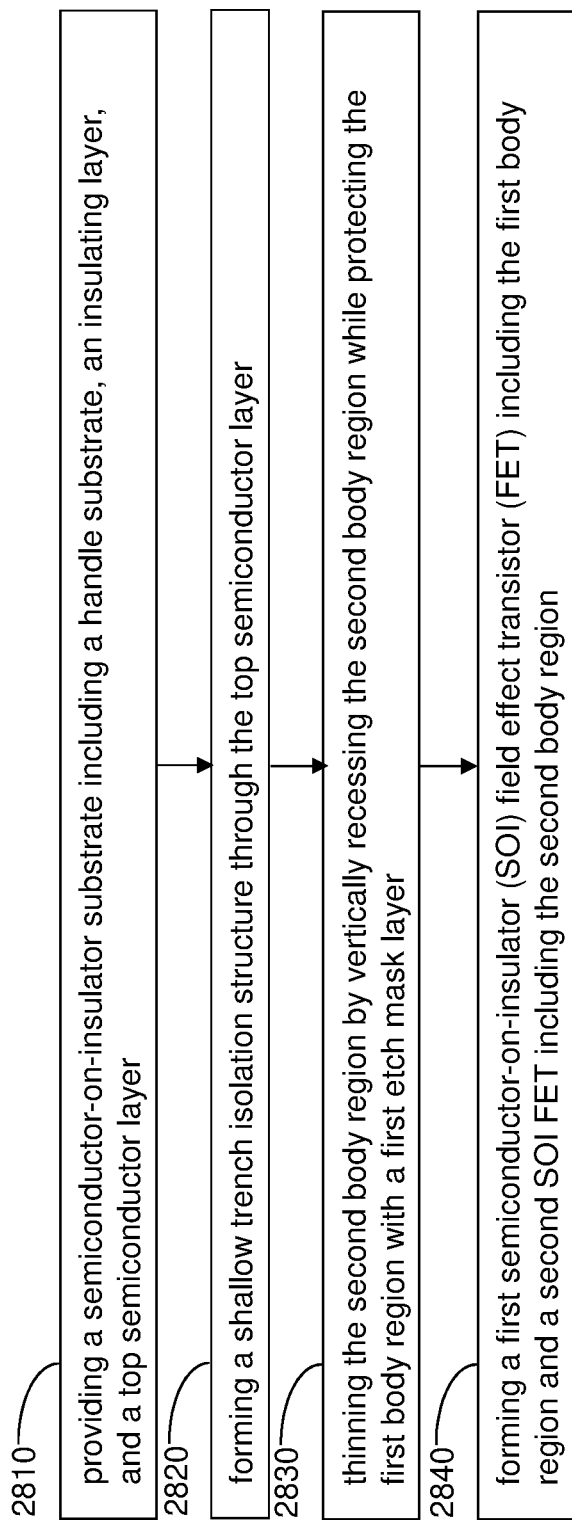 2810
providing a semiconductor-on-insulator substrate including a handle substrate, an insulating layer,
and a top semiconductor layer
2820
forming a shallow trench isolation structure through the top semiconductor layer
2830
thinning the second body region by vertically recessing the second body region while protecting the
first body region with a first etch mask layer
2840
forming a first semiconductor-on-insulator (SOI) field effect transistor (FET) including the first body
region and a second SOI FET including the second body region